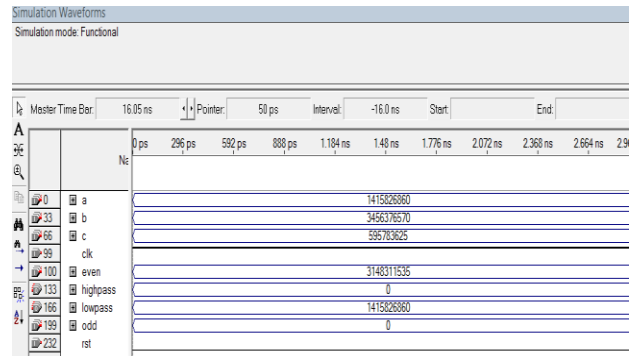 Simulation Waveforms
Simulation mode: Functional
Master Time Bar: 16.05 ns Pointer: 50 ps Interval: -16.0 ns Start: End:
0 ps 296 ps 592 ps 888 ps 1.184 ns 1.48 ns 1.776 ns 2.072 ns 2.368 ns 2.664 ns 2.9
Na
0 a 1415826860
33 b 3456376570
66 c 595783625
99 clk
100 even 3148311535
133 highpass 0
166 lowpass 1415826860
199 odd 0
232 rst